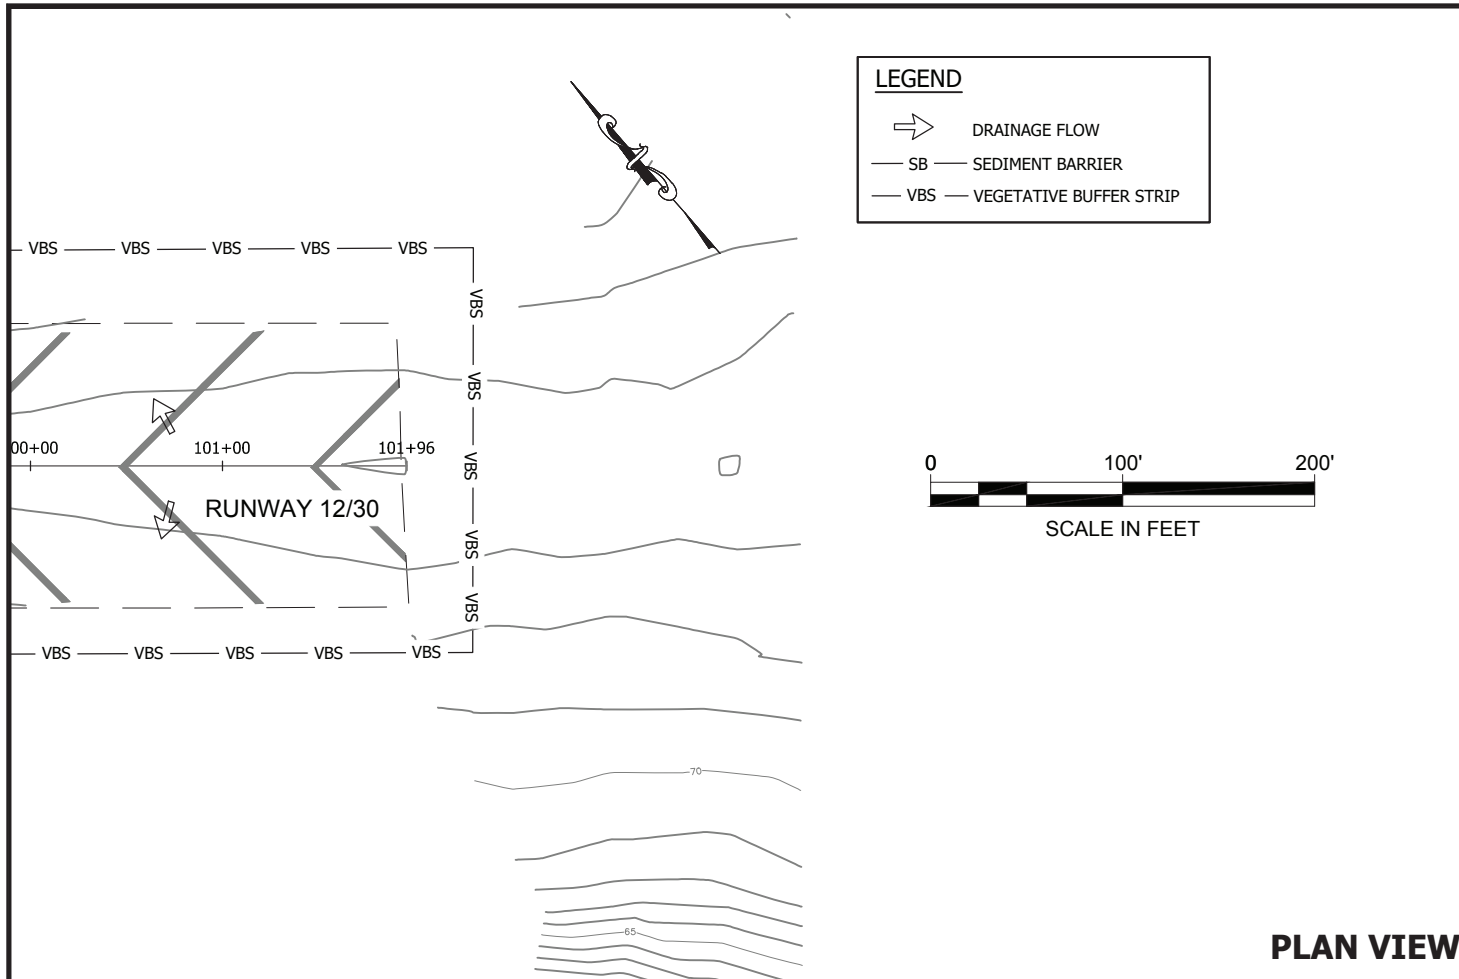 LEGEND
DRAINAGE FLOW
SB SEDIMENT BARRIER
VBS VEGETATIVE BUFFER STRIP
VBS VBS VBS VBS VBS
VBS
VBS
00+00 101+00 101+96
VBS
RUNWAY 12/30
VBS
VBS
VBS VBS VBS VBS VBS
0 100' 200'
SCALE IN FEET
70
65
PLAN VIEW